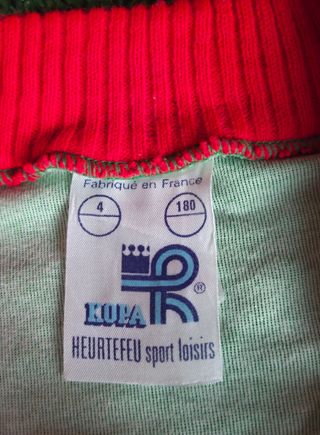 Fabriqué en France
4 180
KOPA ®
HEURTEFEU sport loisirs